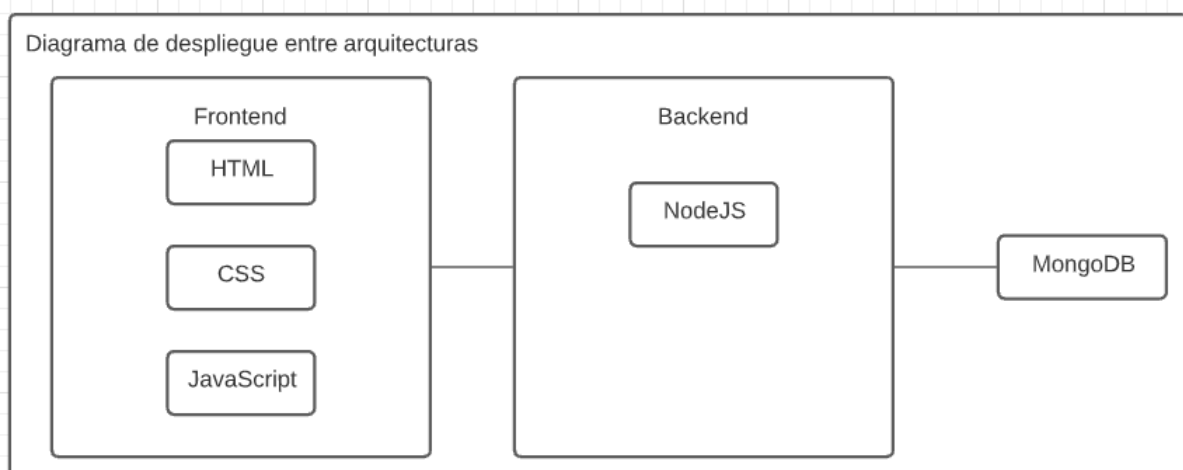 Diagrama de despliegue entre arquitecturas
Frontend
HTML
CSS
JavaScript
Backend
NodeJS
MongoDB